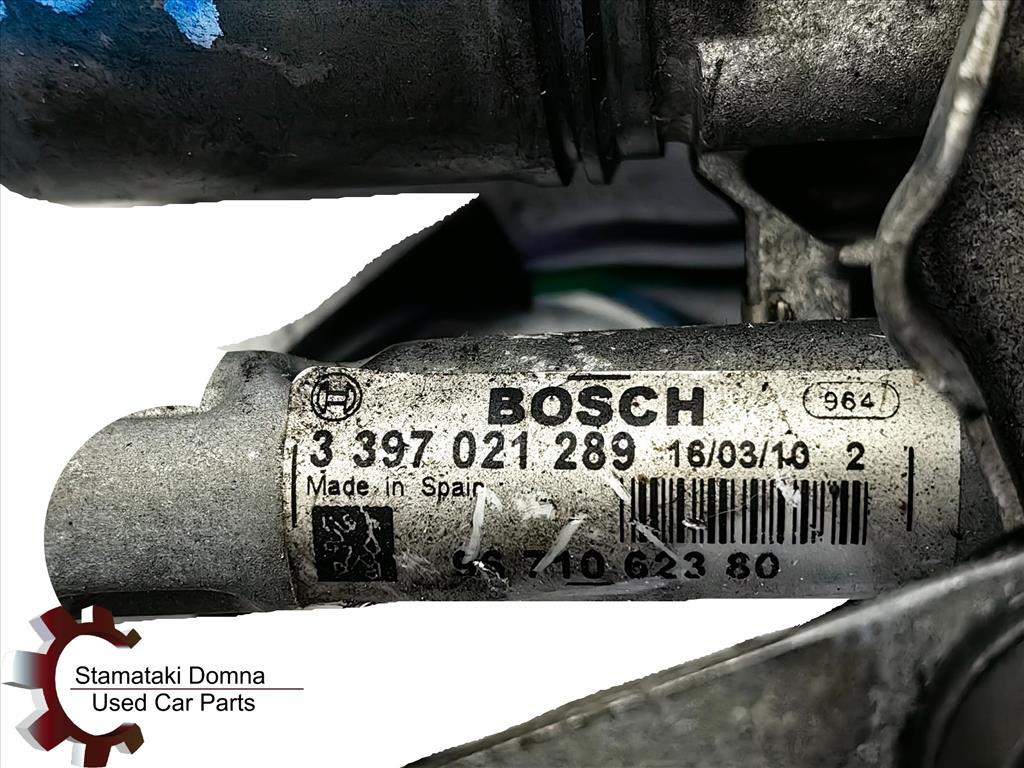 BOSCH
964
3 397 021 289 16/03/10 2
Made in Spain
96 710 623 80
Stamataki Domna
Used Car Parts